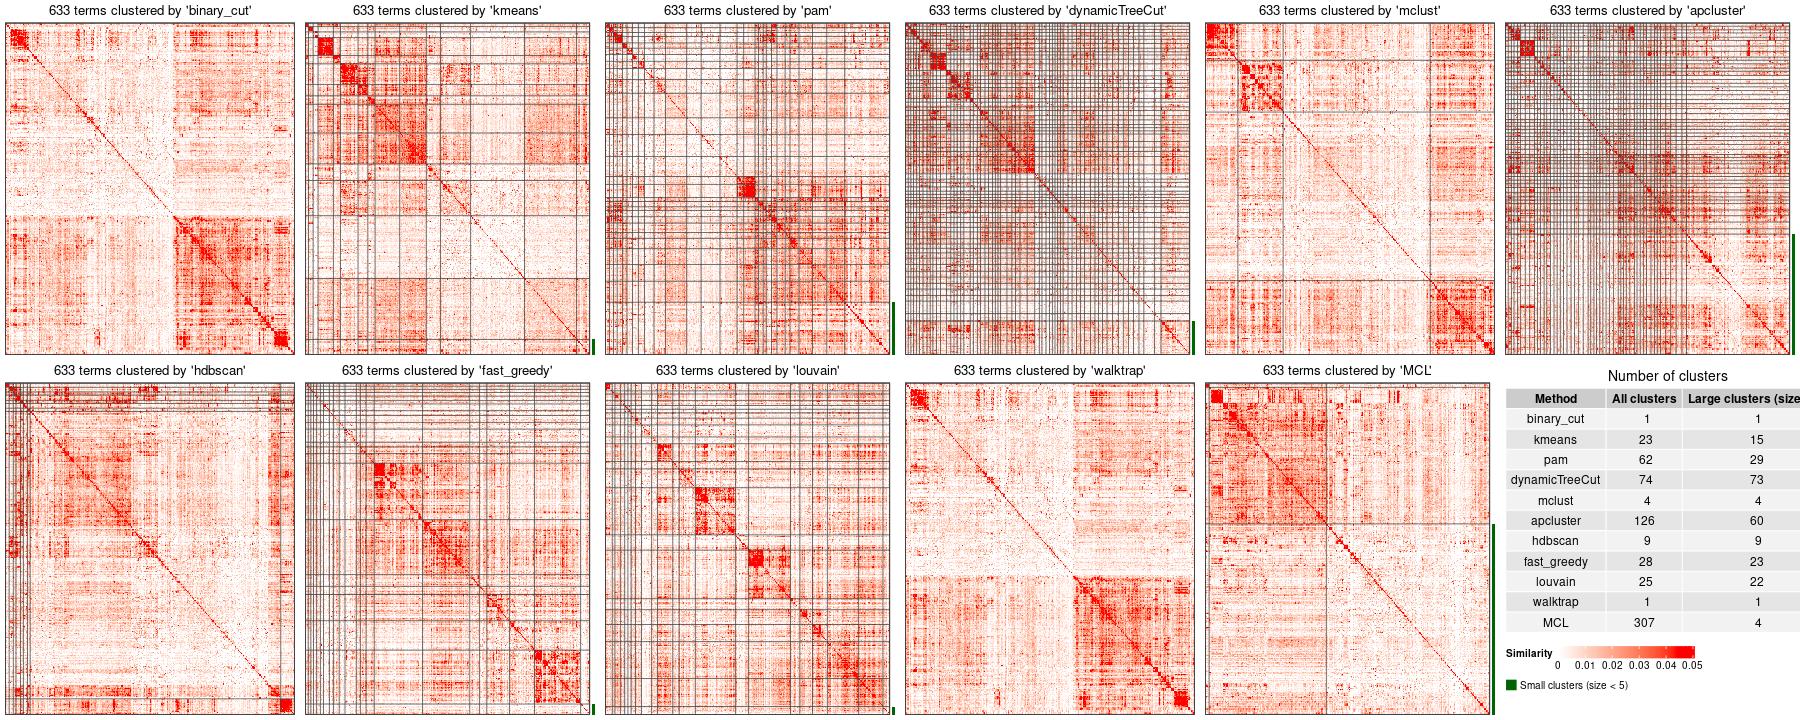 633 terms clustered by 'binary_cut'
633 terms clustered by 'kmeans'
633 terms clustered by 'pam'
633 terms clustered by 'dynamicTreeCut'
633 terms clustered by 'mclust'
633 terms clustered by 'apcluster'
633 terms clustered by 'hdbscan'
633 terms clustered by 'fast_greedy'
633 terms clustered by 'louvain'
633 terms clustered by 'walktrap'
633 terms clustered by 'MCL'
Number of clusters
Method All clusters Large clusters (size
binary_cut 1 1
kmeans 23 15
pam 62 29
dynamicTreeCut 74 73
mclust 4 4
apcluster 126 60
hdbscan 9 9
fast_greedy 28 23
louvain 25 22
walktrap 1 1
MCL 307 4
Similarity
0 0.01 0.02 0.03 0.04 0.05
Small clusters (size < 5)